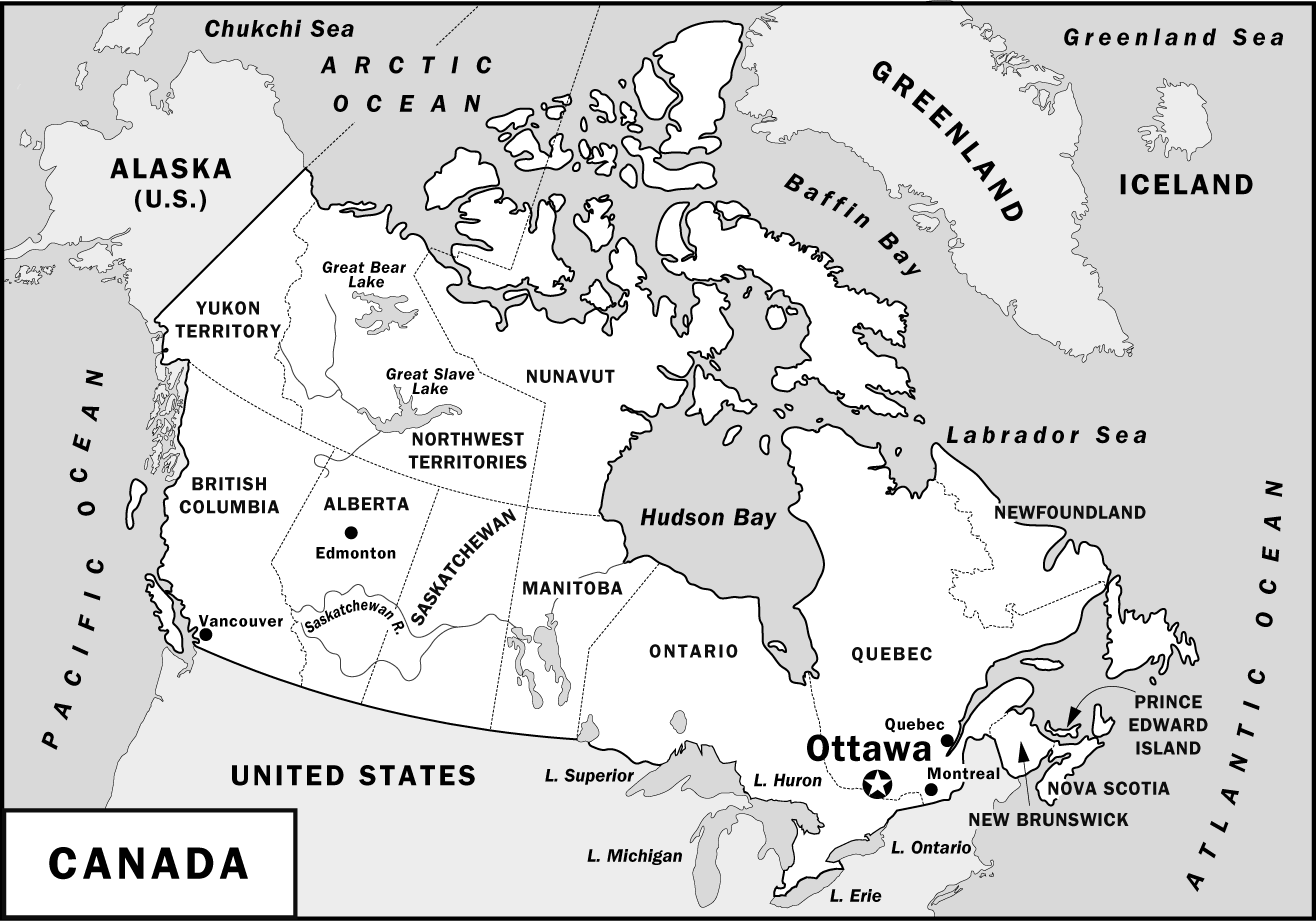 Chukchi Sea
ARCTIC
OCEAN
Greenland Sea
GREENLAND
ALASKA
(U.S.)
ICELAND
Baffin Bay
Great Bear
Lake
YUKON
TERRITORY
Great Slave
Lake
NUNAVUT
NORTHWEST
TERRITORIES
Labrador Sea
PACIFIC OCEAN
BRITISH
COLUMBIA
ALBERTA
Edmonton
SASKATCHEWAN
Hudson Bay
NEWFOUNDLAND
ATLANTIC OCEAN
MANITOBA
Vancouver
Saskatchewan R.
ONTARIO
QUEBEC
PRINCE
EDWARD
ISLAND
Quebec
Ottawa
UNITED STATES
L. Superior
L. Huron
Montreal
NOVA SCOTIA
NEW BRUNSWICK
L. Michigan
L. Ontario
L. Erie
CANADA